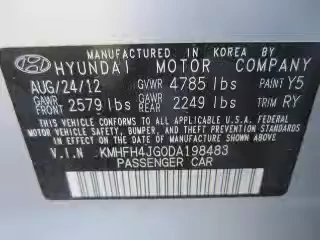 MANUFACTURED IN KOREA BY
HYUNDAI MOTOR COMPANY
AUG/24/12 GVWR 4785 lbs PAINT Y5
GAWR FRONT 2579 lbs GAWR REAR 2249 lbs TRIM RY
THIS VEHICLE CONFORMS TO ALL APPLICABLE U.S. FEDERAL MOTOR
VEHICLE SAFETY, BUMPER, AND THEFT PREVENTION STANDARDS IN
EFFECT ON THE DATE OF MANUFACTURE SHOWN ABOVE.
V.I.N KMHFH4JG0DA198483
PASSENGER CAR